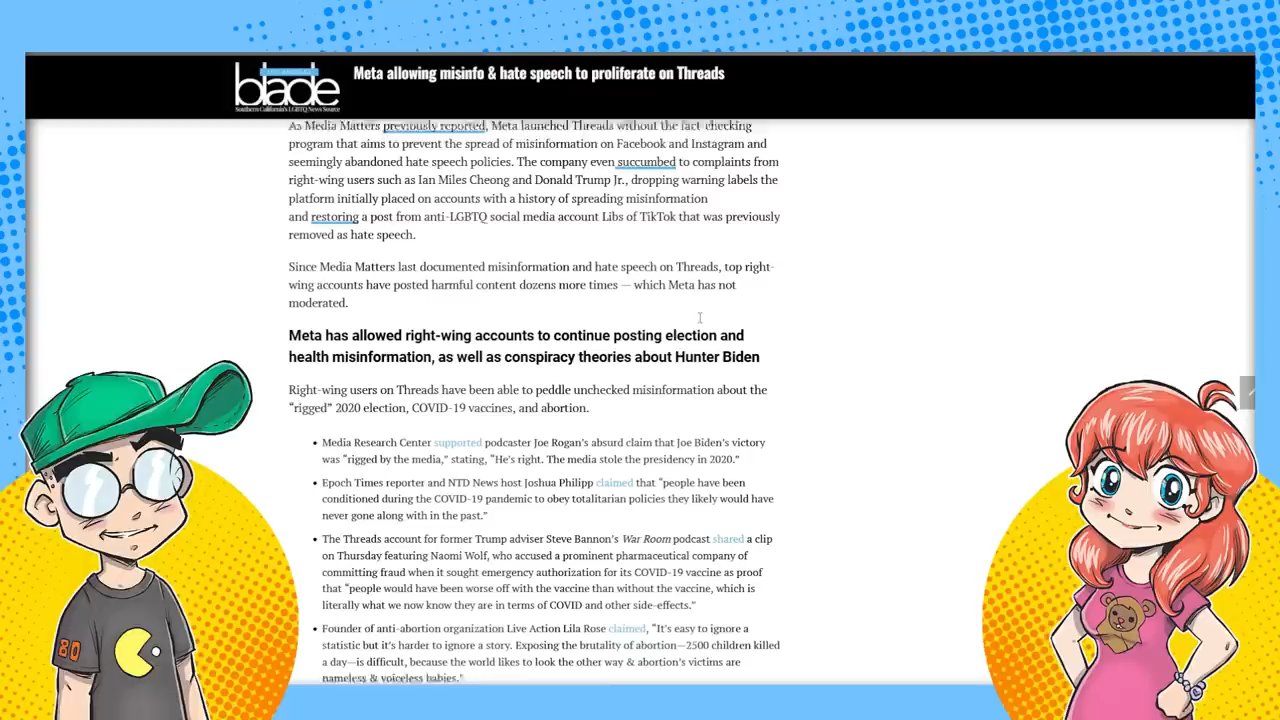 LOS ANGELES
blade
Southern California's LGBTQ News Source
Meta allowing misinfo & hate speech to proliferate on Threads
As Media Matters previously reported, Meta launched Threads without the fact-checking
program that aims to prevent the spread of misinformation on Facebook and Instagram and
seemingly abandoned hate speech policies. The company even succumbed to complaints from
right-wing users such as Ian Miles Cheong and Donald Trump Jr., dropping warning labels the
platform initially placed on accounts with a history of spreading misinformation
and restoring a post from anti-LGBTQ social media account Libs of TikTok that was previously
removed as hate speech.
Since Media Matters last documented misinformation and hate speech on Threads, top right-
wing accounts have posted harmful content dozens more times — which Meta has not
moderated.
Meta has allowed right-wing accounts to continue posting election and
health misinformation, as well as conspiracy theories about Hunter Biden
Right-wing users on Threads have been able to peddle unchecked misinformation about the
“rigged” 2020 election, COVID-19 vaccines, and abortion.
• Media Research Center supported podcaster Joe Rogan’s absurd claim that Joe Biden’s victory
was “rigged by the media,” stating, “He’s right. The media stole the presidency in 2020.”
• Epoch Times reporter and NTD News host Joshua Philipp claimed that “people have been
conditioned during the COVID-19 pandemic to obey totalitarian policies they likely would have
never gone along with in the past.”
• The Threads account for former Trump adviser Steve Bannon’s War Room podcast shared a clip
on Thursday featuring Naomi Wolf, who accused a prominent pharmaceutical company of
committing fraud when it sought emergency authorization for its COVID-19 vaccine as proof
that “people would have been worse off with the vaccine than without the vaccine, which is
literally what we now know they are in terms of COVID and other side-effects.”
• Founder of anti-abortion organization Live Action Lila Rose claimed, “It’s easy to ignore a
statistic but it’s harder to ignore a story. Exposing the brutality of abortion—2500 children killed
a day—is difficult, because the world likes to look the other way & abortion’s victims are
nameless & voiceless babies.”
80